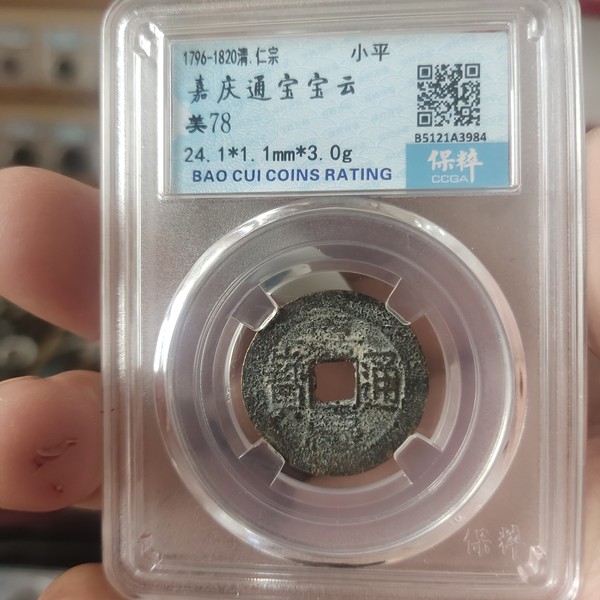 1796-1820清.仁宗 小平
嘉庆通宝宝云
美78
B5121A3984
24.1*1.1mm*3.0g
保粹
CCGA
BAO CUI COINS RATING
通
保粹